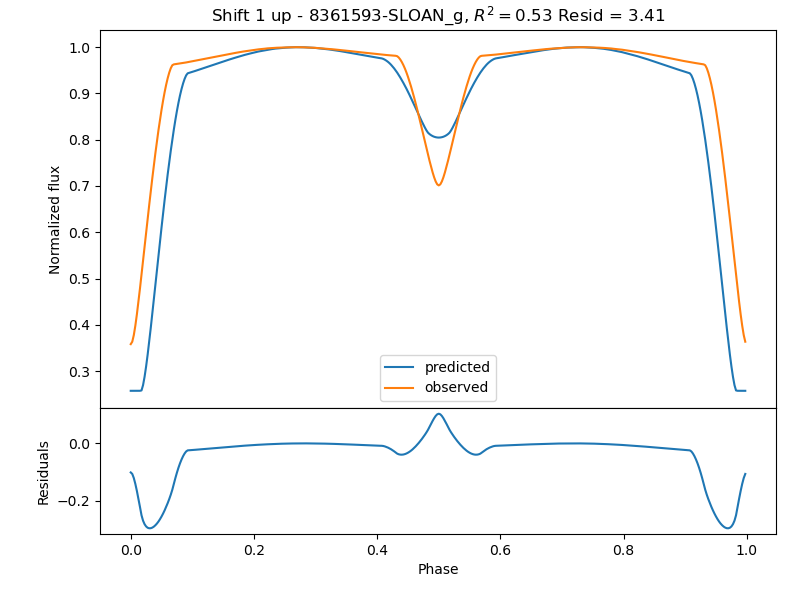 Shift 1 up - 8361593-SLOAN_g, R² = 0.53 Resid = 3.41
Normalized flux
1.0
0.9
0.8
0.7
0.6
0.5
0.4
0.3
predicted
observed
Residuals
0.0
−0.2
0.0
0.2
0.4
0.6
0.8
1.0
Phase